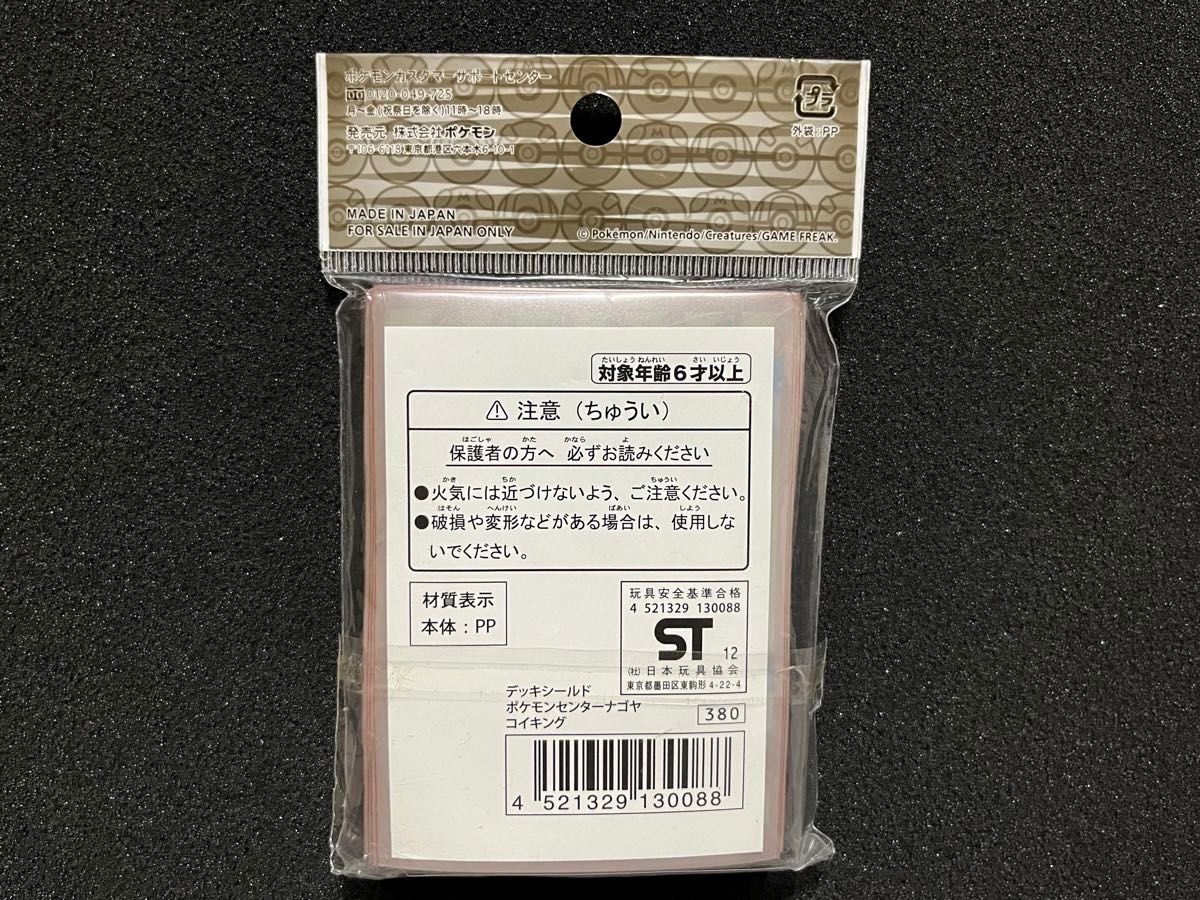 ポケモンカスタマーサポートセンター
0120-049-725
月～金(祝祭日を除く)11時～18時
発売元 株式会社ポケモン
〒106-6118 東京都港区六本木6-10-1
MADE IN JAPAN
FOR SALE IN JAPAN ONLY
プラ
外袋:PP
© Pokémon/Nintendo/Creatures/GAME FREAK.
たいしょうねんれい さい いじょう
対象年齢6才以上
⚠ 注意（ちゅうい）
ほごしゃ かた かなら よ
保護者の方へ 必ずお読みください
かき ちか ちゅうい
●火気には近づけないよう、ご注意ください。
はそん へんけい ばあい しよう
●破損や変形などがある場合は、使用しな
いでください。
材質表示
本体：PP
玩具安全基準合格
4 521329 130088
ST 12
(社)日本玩具協会
東京都墨田区東駒形4-22-4
デッキシールド
ポケモンセンターナゴヤ
コイキング
380
4 521329 130088